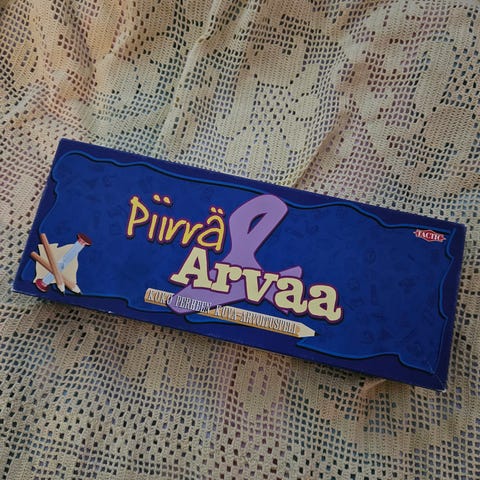 Piirrä
&
Arvaa
KOKO PERHEEN KUVA-ARVOITUSPELI
TACTIC